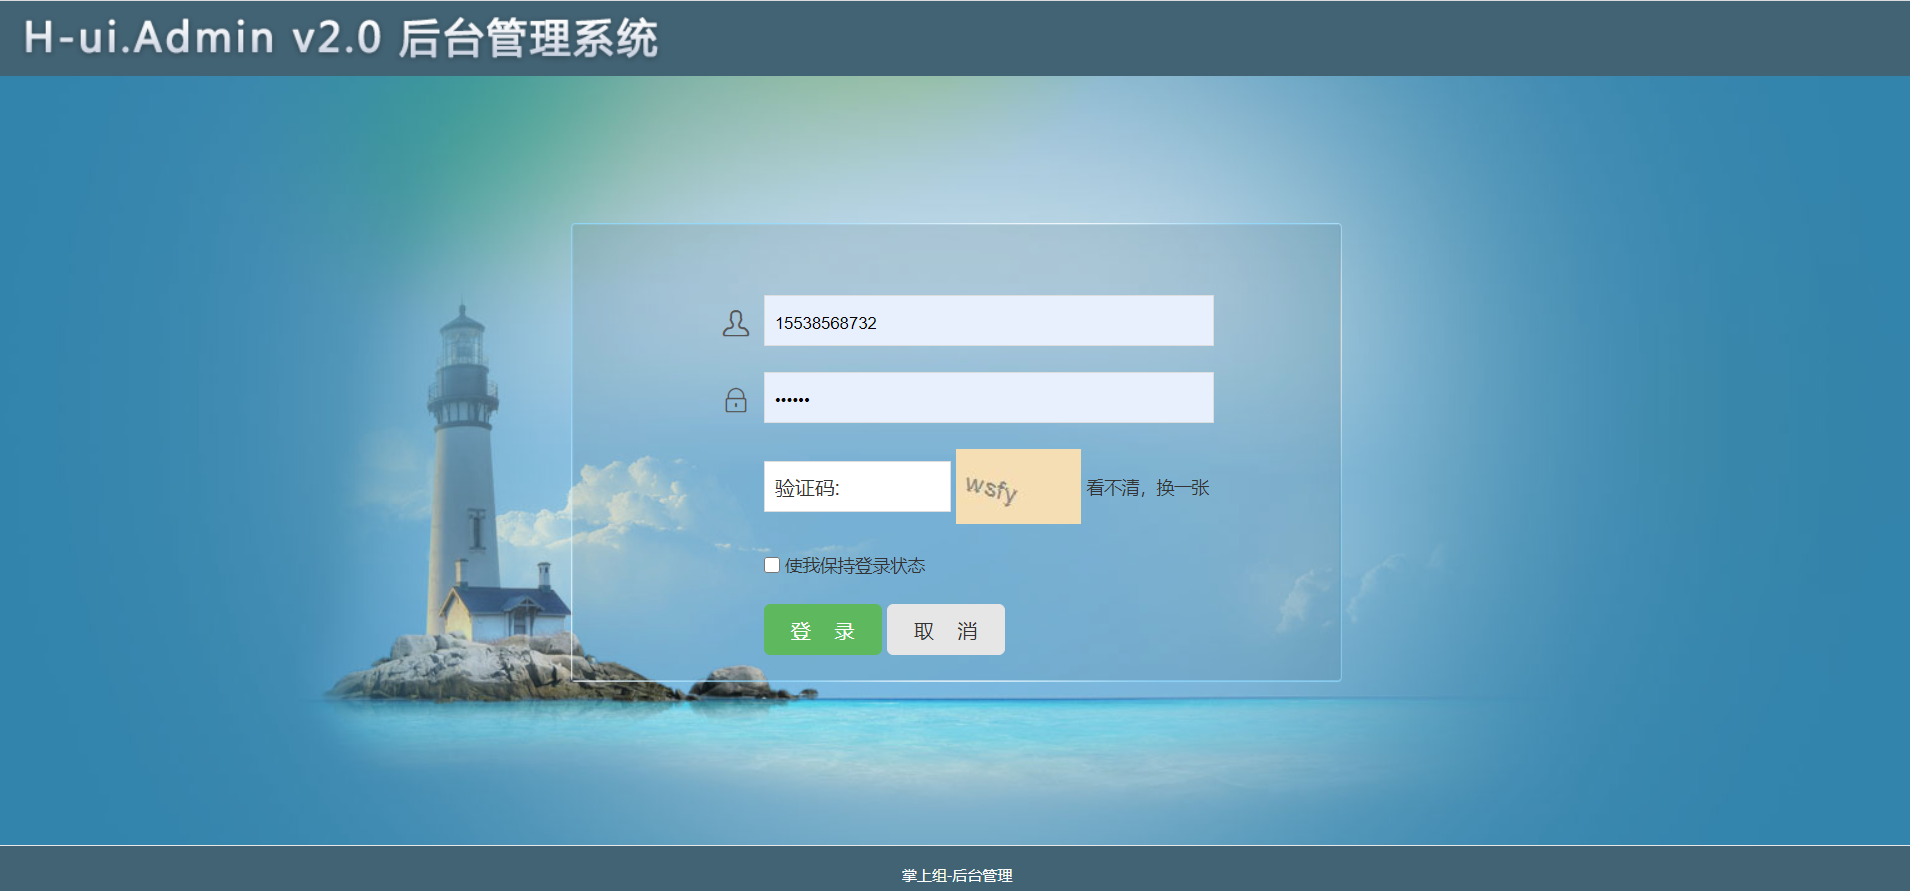 H-ui.Admin v2.0 后台管理系统
15538568732
••••••
验证码:
wsfy
看不清，换一张
使我保持登录状态
登 录
取 消
掌上组-后台管理